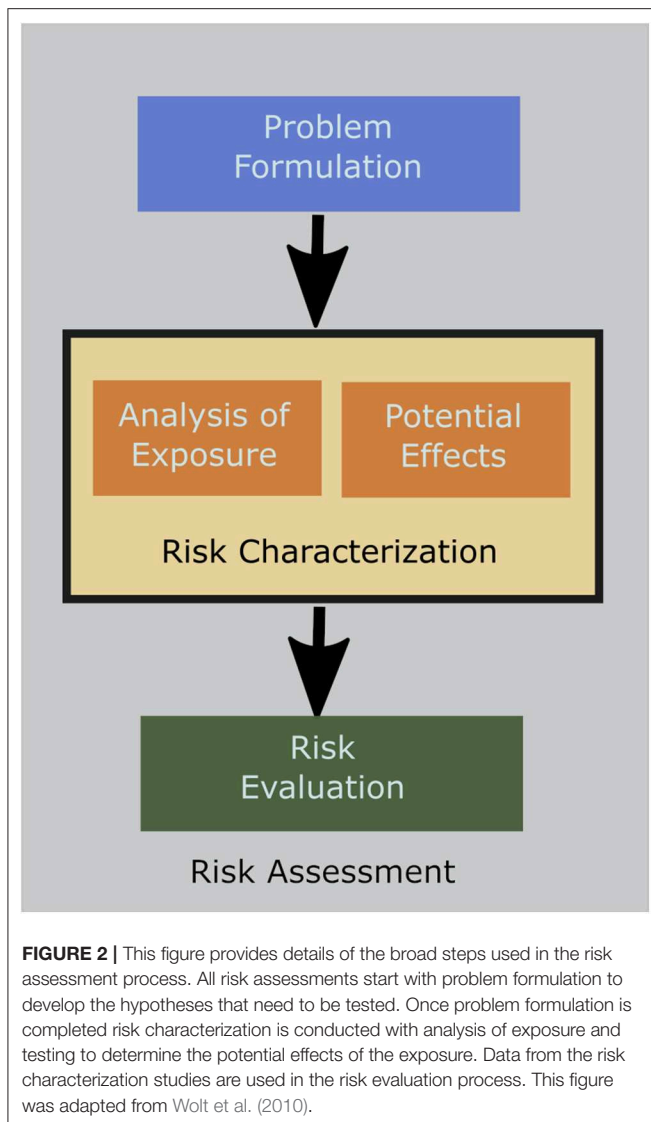 Problem
Formulation
Analysis of
Exposure
Potential
Effects
Risk Characterization
Risk
Evaluation
Risk Assessment
FIGURE 2 | This figure provides details of the broad steps used in the risk
assessment process. All risk assessments start with problem formulation to
develop the hypotheses that need to be tested. Once problem formulation is
completed risk characterization is conducted with analysis of exposure and
testing to determine the potential effects of the exposure. Data from the risk
characterization studies are used in the risk evaluation process. This figure
was adapted from Wolt et al. (2010).